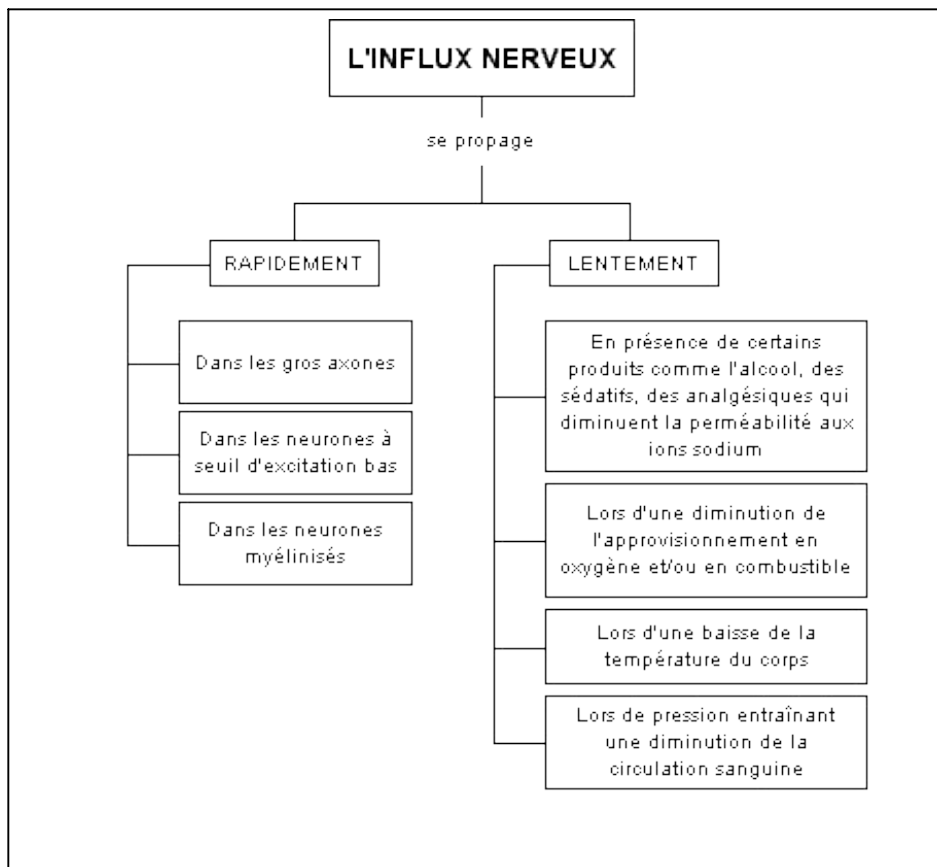 L'INFLUX NERVEUX
se propage
RAPIDEMENT
Dans les gros axones
Dans les neurones à
seuil d'excitation bas
Dans les neurones
myélinisés
LENTEMENT
En présence de certains
produits comme l'alcool, des
sédatifs, des analgésiques qui
diminuent la perméabilité aux
ions sodium
Lors d'une diminution de
l'approvisionnement en
oxygène et/ou en combustible
Lors d'une baisse de la
température du corps
Lors de pression entraînant
une diminution de la
circulation sanguine